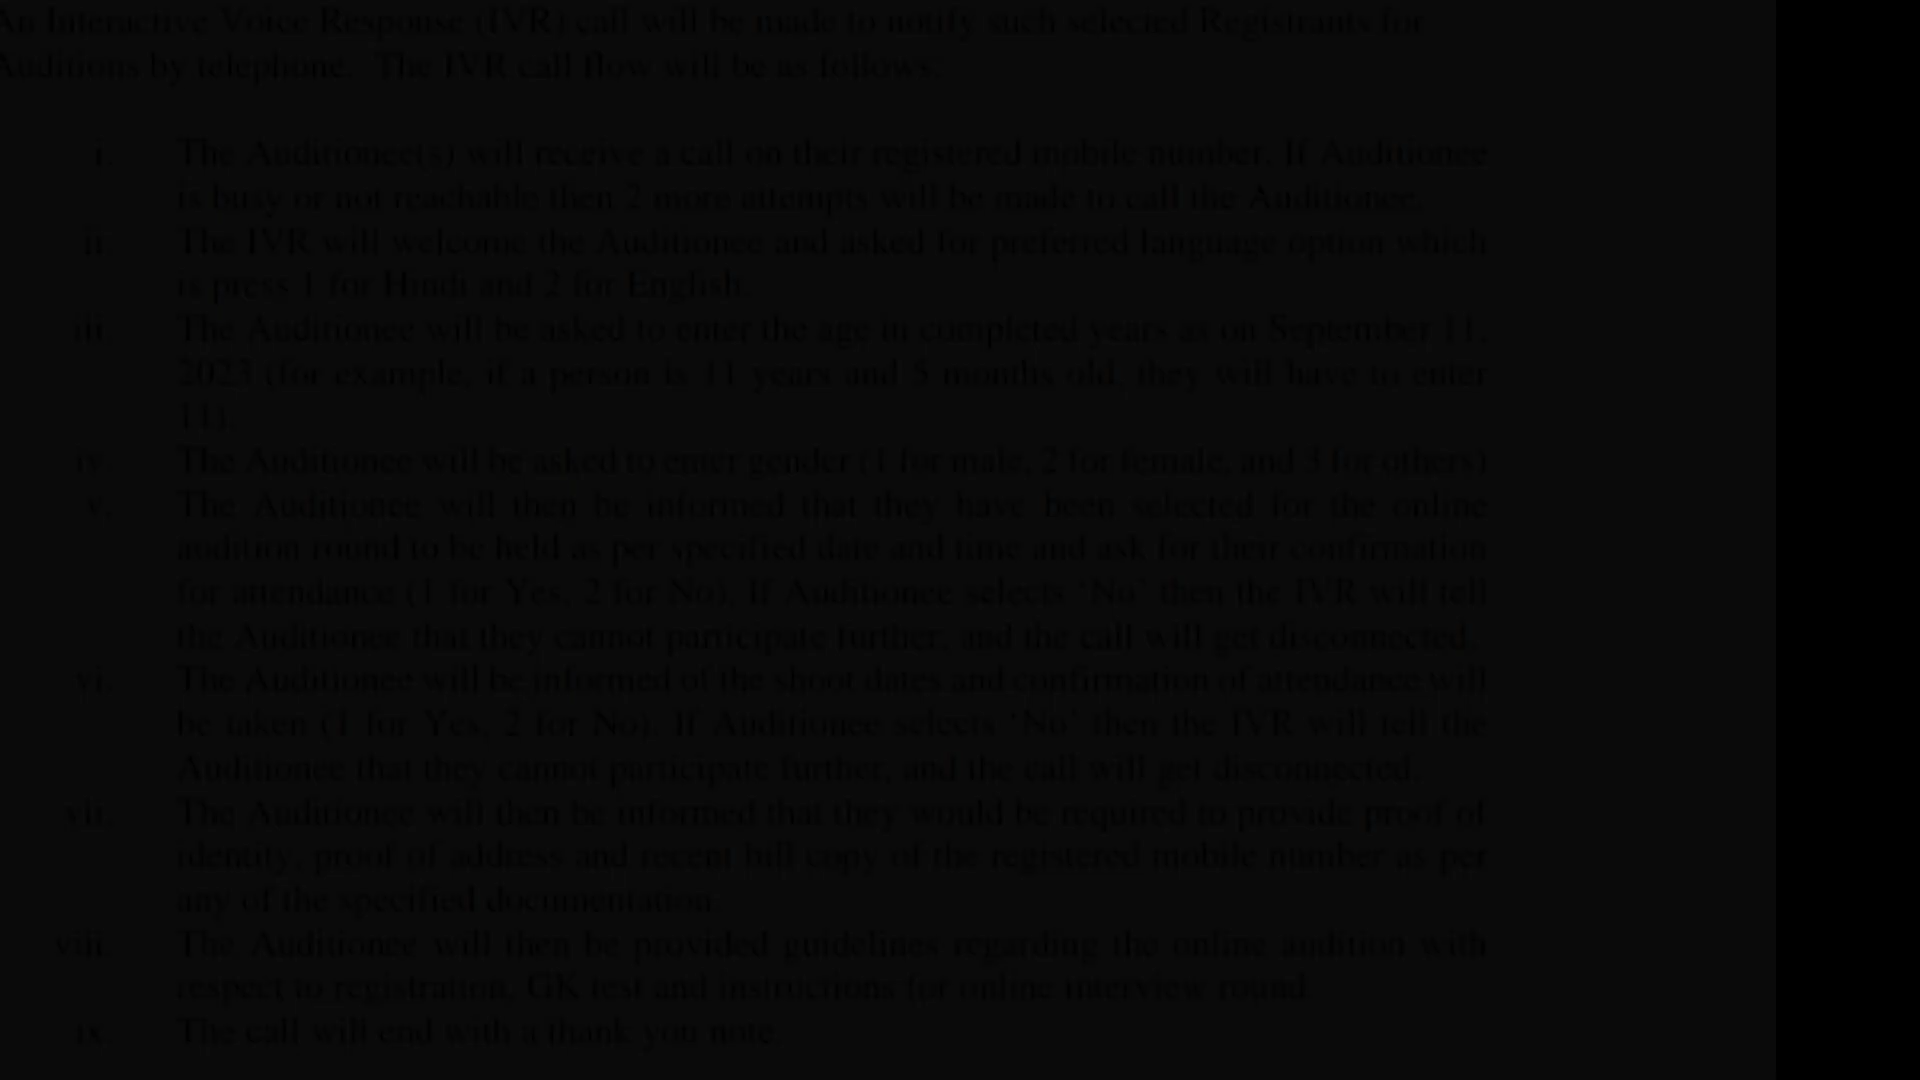 An Interactive Voice Response (IVR) call will be made to notify such selected Registrants for
Auditions by telephone. The IVR call flow will be as follows:
i. The Auditionee(s) will receive a call on their registered mobile number. If Auditionee
is busy or not reachable then 2 more attempts will be made to call the Auditionee.
ii. The IVR will welcome the Auditionee and asked for preferred language option which
is press 1 for Hindi and 2 for English.
iii. The Auditionee will be asked to enter the age in completed years as on September 11,
2023 (for example, if a person is 11 years and 5 months old, they will have to enter
11).
iv. The Auditionee will be asked to enter gender (1 for male, 2 for female, and 3 for others)
v. The Auditionee will then be informed that they have been selected for the online
audition round to be held as per specified date and time and ask for their confirmation
for attendance (1 for Yes, 2 for No). If Auditionee selects ‘No’ then the IVR will tell
the Auditionee that they cannot participate further, and the call will get disconnected.
vi. The Auditionee will be informed of the shoot dates and confirmation of attendance will
be taken (1 for Yes, 2 for No). If Auditionee selects ‘No’ then the IVR will tell the
Auditionee that they cannot participate further, and the call will get disconnected.
vii. The Auditionee will then be informed that they would be required to provide proof of
identity, proof of address and recent bill copy of the registered mobile number as per
any of the specified documentation.
viii. The Auditionee will then be provided guidelines regarding the online audition with
respect to registration, GK test and instructions for online interview round
ix. The call will end with a thank you note.